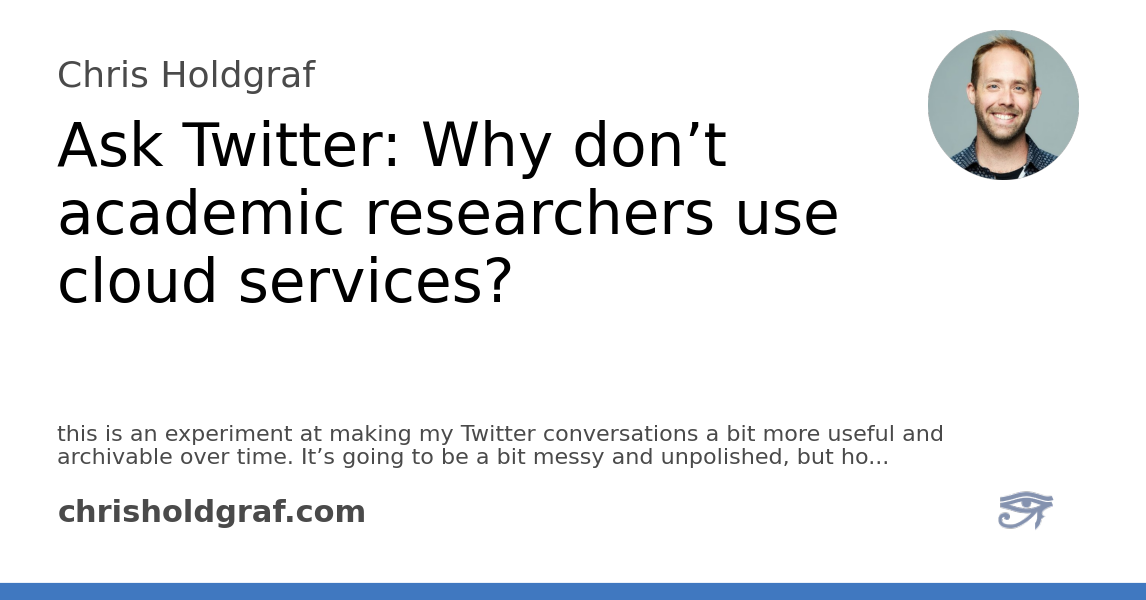 Chris Holdgraf
Ask Twitter: Why don’t
academic researchers use
cloud services?
this is an experiment at making my Twitter conversations a bit more useful and
archivable over time. It’s going to be a bit messy and unpolished, but ho...
chrisholdgraf.com